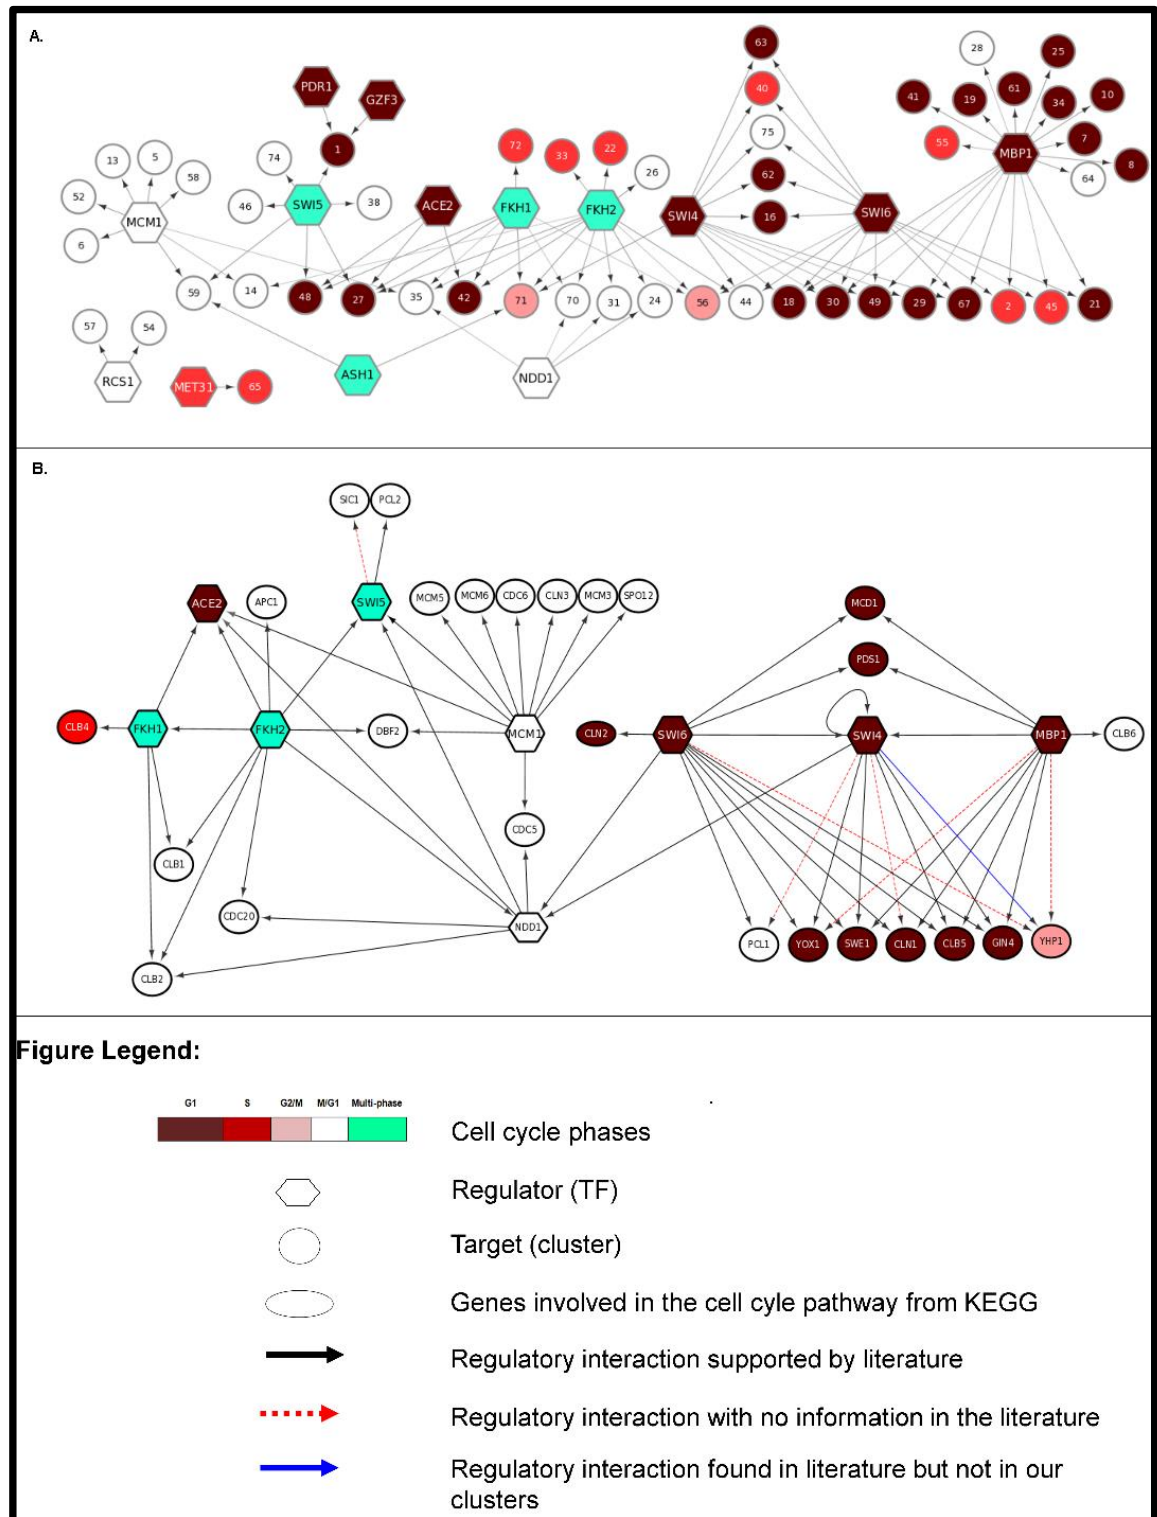 A.
63
28
25
PDR1
GZF3
40
41
19
61
34
10
1
72
33
22
75
55
MBP1
7
8
13
5
74
26
62
64
52
58
MCM1
46
SWI5
38
ACE2
FKH1
FKH2
SWI4
16
SWI6
6
59
14
48
27
35
42
71
70
31
24
56
44
18
30
49
29
67
2
45
21
57
54
RCS1
MET31
65
ASH1
NDD1
B.
SIC1
PCL2
ACE2
APC1
SWI5
MCM5
MCM6
CDC6
CLN3
MCM3
SPO12
MCD1
PDS1
CLB4
FKH1
FKH2
DBF2
MCM1
CLN2
SWI6
SWI4
MBP1
CLB6
CDC5
CLB1
CDC20
NDD1
CLB2
PCL1
YOX1
SWE1
CLN1
CLB5
GIN4
YHP1
Figure Legend:
G1 S G2/M M/G1 Multi-phase
Cell cycle phases
Regulator (TF)
Target (cluster)
Genes involved in the cell cyle pathway from KEGG
Regulatory interaction supported by literature
Regulatory interaction with no information in the literature
Regulatory interaction found in literature but not in our
clusters